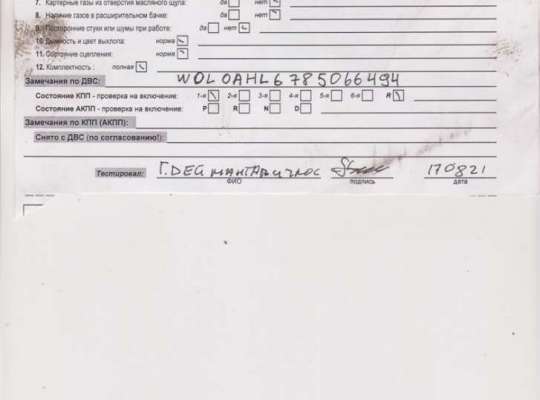 7. Картерные газы из отверстия масляного щупа: да нет
8. Наличие газов в расширительном бачке: да нет
9. Посторонние стуки или шумы при работе: да нет
10. Дымность и цвет выхлопа: норма
11. Состояние сцепления: норма
12. Комплектность: полная
Замечания по ДВС: WOLOAHL6785066494
Состояние КПП - проверка на включение: 1-я 2-я 3-я 4-я 5-я 6-я R
Состояние АКПП - проверка на включение: P R N D
Замечания по КПП (АКПП):
Снято с ДВС (по согласованию!):
Тестировал: 170821
ФИО подпись дата